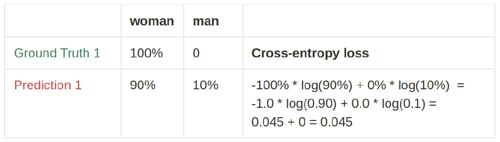 woman man
Ground Truth 1 100% 0 Cross-entropy loss
Prediction 1 90% 10% -100% * log(90%) + 0% * log(10%) =
-1.0 * log(0.90) + 0.0 * log(0.1) =
0.045 + 0 = 0.045